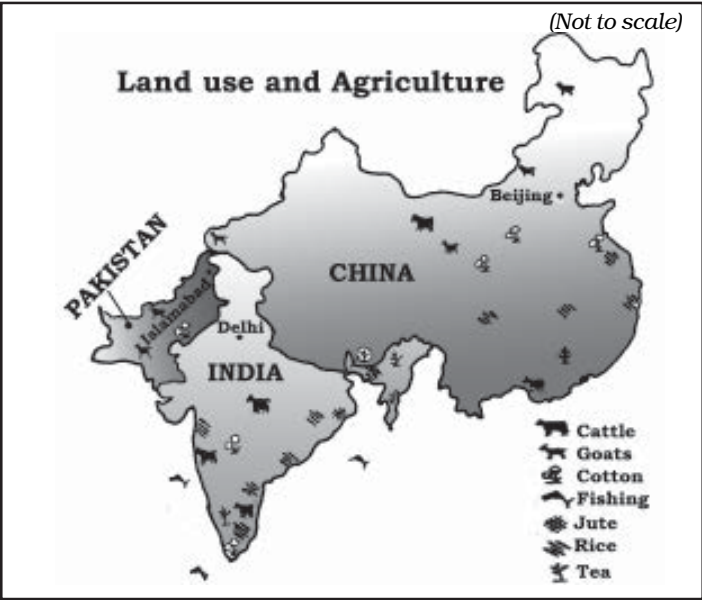 (Not to scale)
Land use and Agriculture
Beijing
PAKISTAN
CHINA
Jalamabad
Delhi
INDIA
Cattle
Goats
Cotton
Fishing
Jute
Rice
Tea